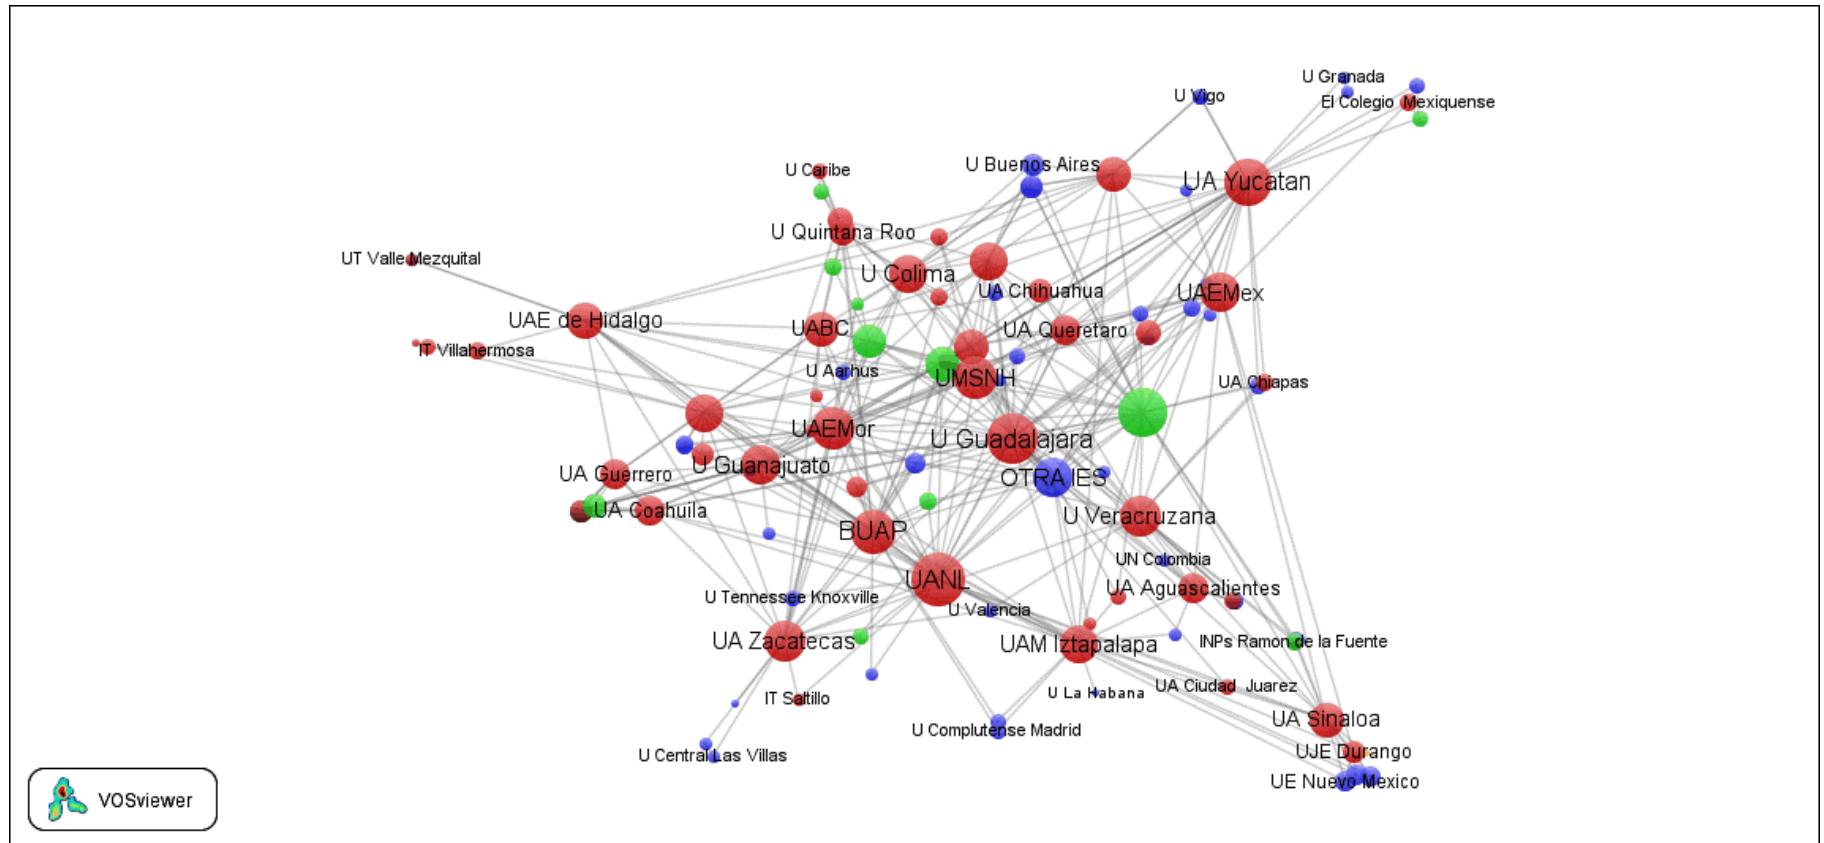 U Granada
U Vigo
El Colegio Mexiquense
U Buenos Aires
U Caribe
UA Yucatan
U Quintana Roo
UT Valle Mezquital
U Colima
UA Chihuahua
UAEMex
UAE de Hidalgo
UABC
UA Queretaro
IT Villahermosa
U Aarhus
UMSNH
UA Chiapas
UAEMor
U Guadalajara
U Guanajuato
UA Guerrero
OTRA IES
UA Coahuila
U Veracruzana
BUAP
UN Colombia
UANL
UA Aguascalientes
U Tennessee Knoxville
U Valencia
UA Zacatecas
UAM Iztapalapa
INPs Ramon de la Fuente
UA Ciudad Juarez
U La Habana
IT Saltillo
UA Sinaloa
U Complutense Madrid
UJE Durango
U Central Las Villas
UE Nuevo Mexico
VOSviewer